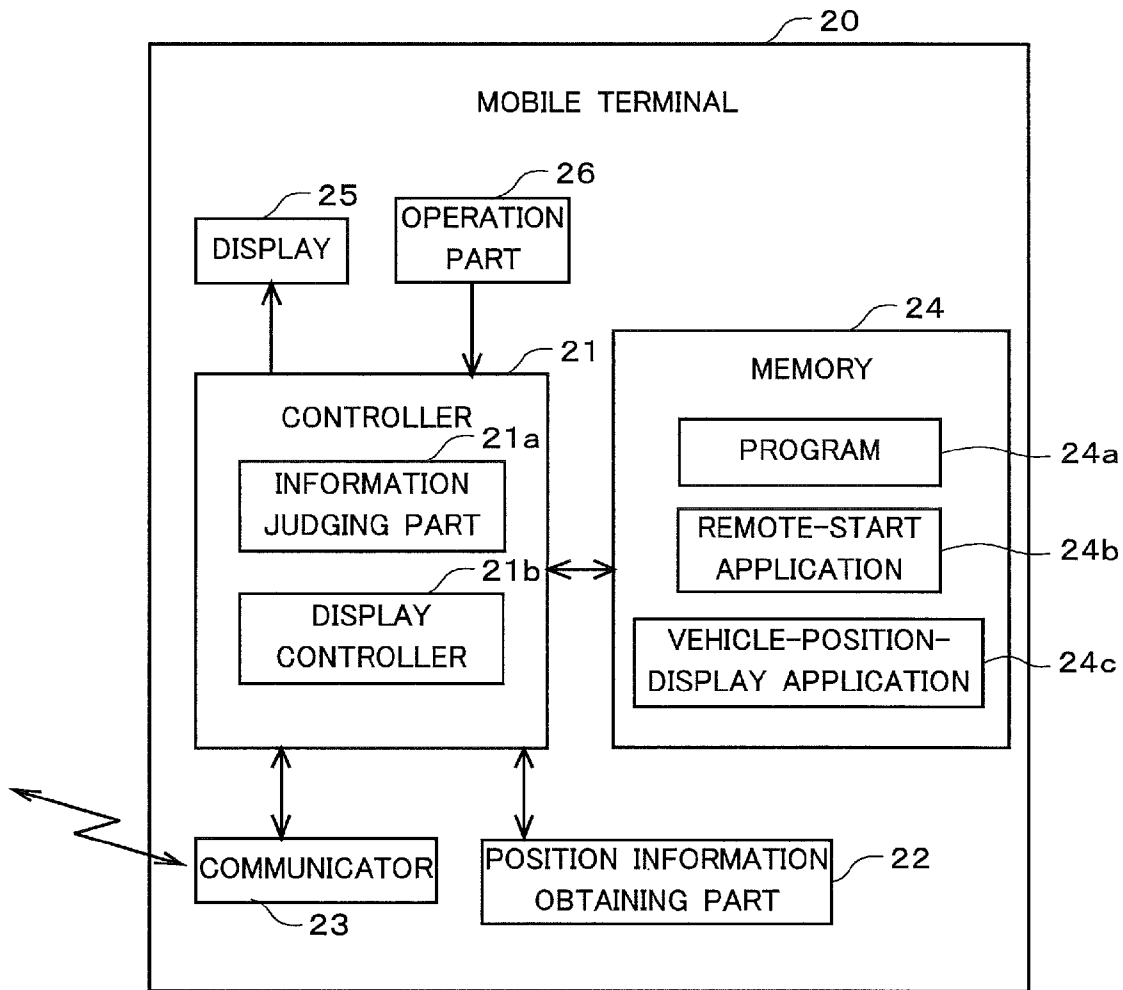 20
MOBILE TERMINAL
25
DISPLAY
26
OPERATION
PART
21
CONTROLLER
21a
INFORMATION
JUDGING PART
21b
DISPLAY
CONTROLLER
24
MEMORY
PROGRAM
24a
REMOTE-START
APPLICATION
24b
VEHICLE-POSITION-
DISPLAY APPLICATION
24c
COMMUNICATOR
23
POSITION INFORMATION
OBTAINING PART
22